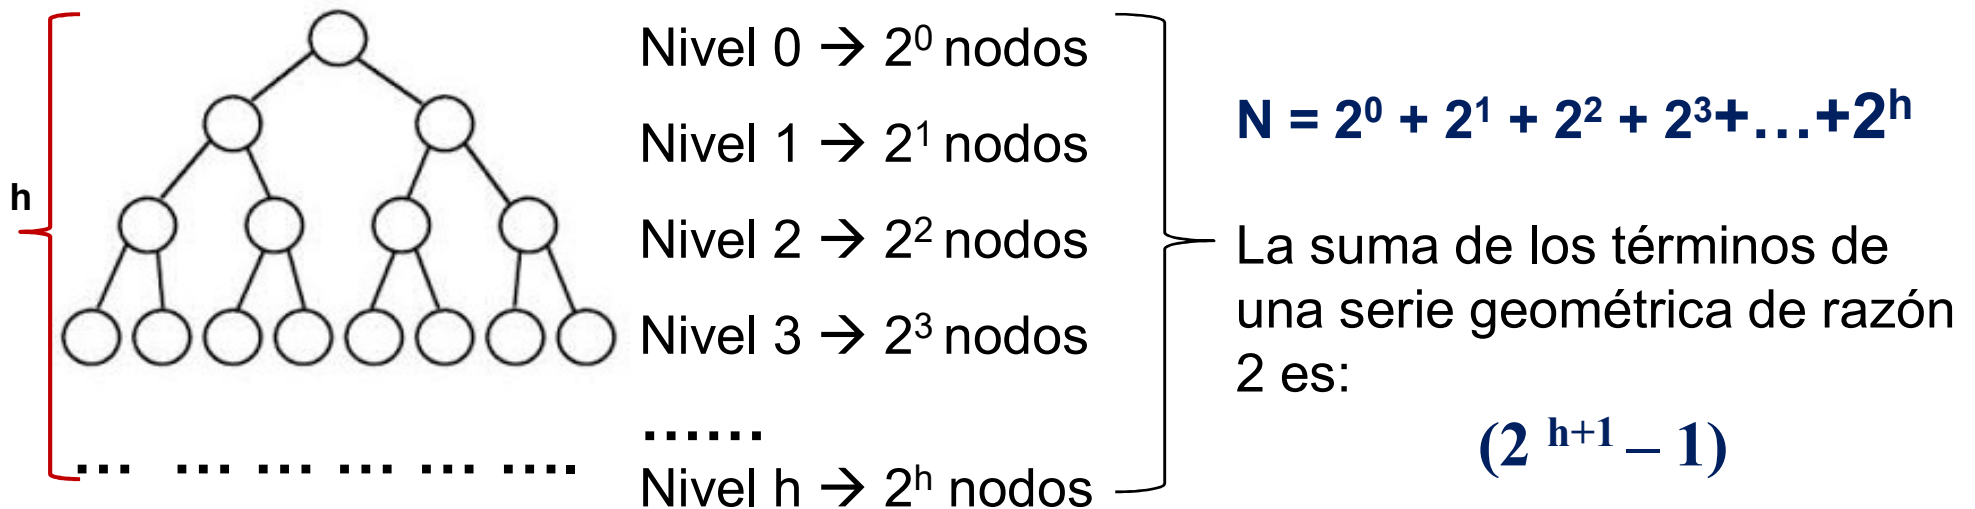 h
Nivel 0 → 2⁰ nodos
Nivel 1 → 2¹ nodos
Nivel 2 → 2² nodos
Nivel 3 → 2³ nodos
......
... ... ... ... ... ....
Nivel h → 2ʰ nodos
N = 2⁰ + 2¹ + 2² + 2³+...+2ʰ
La suma de los términos de
una serie geométrica de razón
2 es:
(2 ʰ⁺¹ – 1)